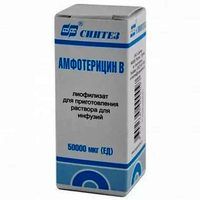 СИНТЕЗ
АМФОТЕРИЦИН В
лиофилизат
для приготовления
раствора для
инфузий
50000 мкг (ЕД)